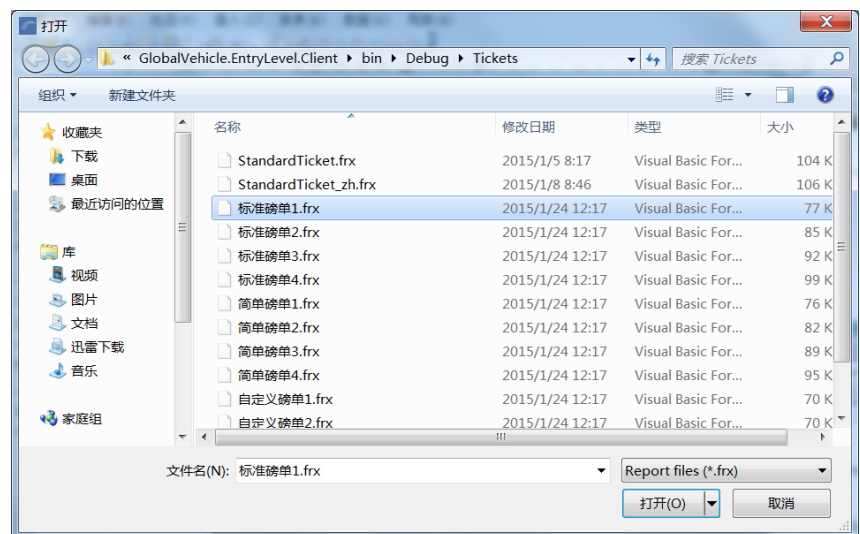 打开
« GlobalVehicle.EntryLevel.Client ▸ bin ▸ Debug ▸ Tickets
搜索 Tickets
组织 新建文件夹
名称 修改日期 类型 大小
收藏夹
下载
桌面
最近访问的位置
库
视频
图片
文档
迅雷下载
音乐
家庭组
StandardTicket.frx 2015/1/5 8:17 Visual Basic For... 104 K
StandardTicket_zh.frx 2015/1/8 8:46 Visual Basic For... 106 K
标准磅单1.frx 2015/1/24 12:17 Visual Basic For... 77 K
标准磅单2.frx 2015/1/24 12:17 Visual Basic For... 85 K
标准磅单3.frx 2015/1/24 12:17 Visual Basic For... 92 K
标准磅单4.frx 2015/1/24 12:17 Visual Basic For... 99 K
简单磅单1.frx 2015/1/24 12:17 Visual Basic For... 76 K
简单磅单2.frx 2015/1/24 12:17 Visual Basic For... 82 K
简单磅单3.frx 2015/1/24 12:17 Visual Basic For... 89 K
简单磅单4.frx 2015/1/24 12:17 Visual Basic For... 95 K
自定义磅单1.frx 2015/1/24 12:17 Visual Basic For... 70 K
自定义磅单2.frx 2015/1/24 12:17 Visual Basic For... 70 K
文件名(N): 标准磅单1.frx Report files (*.frx)
打开(O) 取消